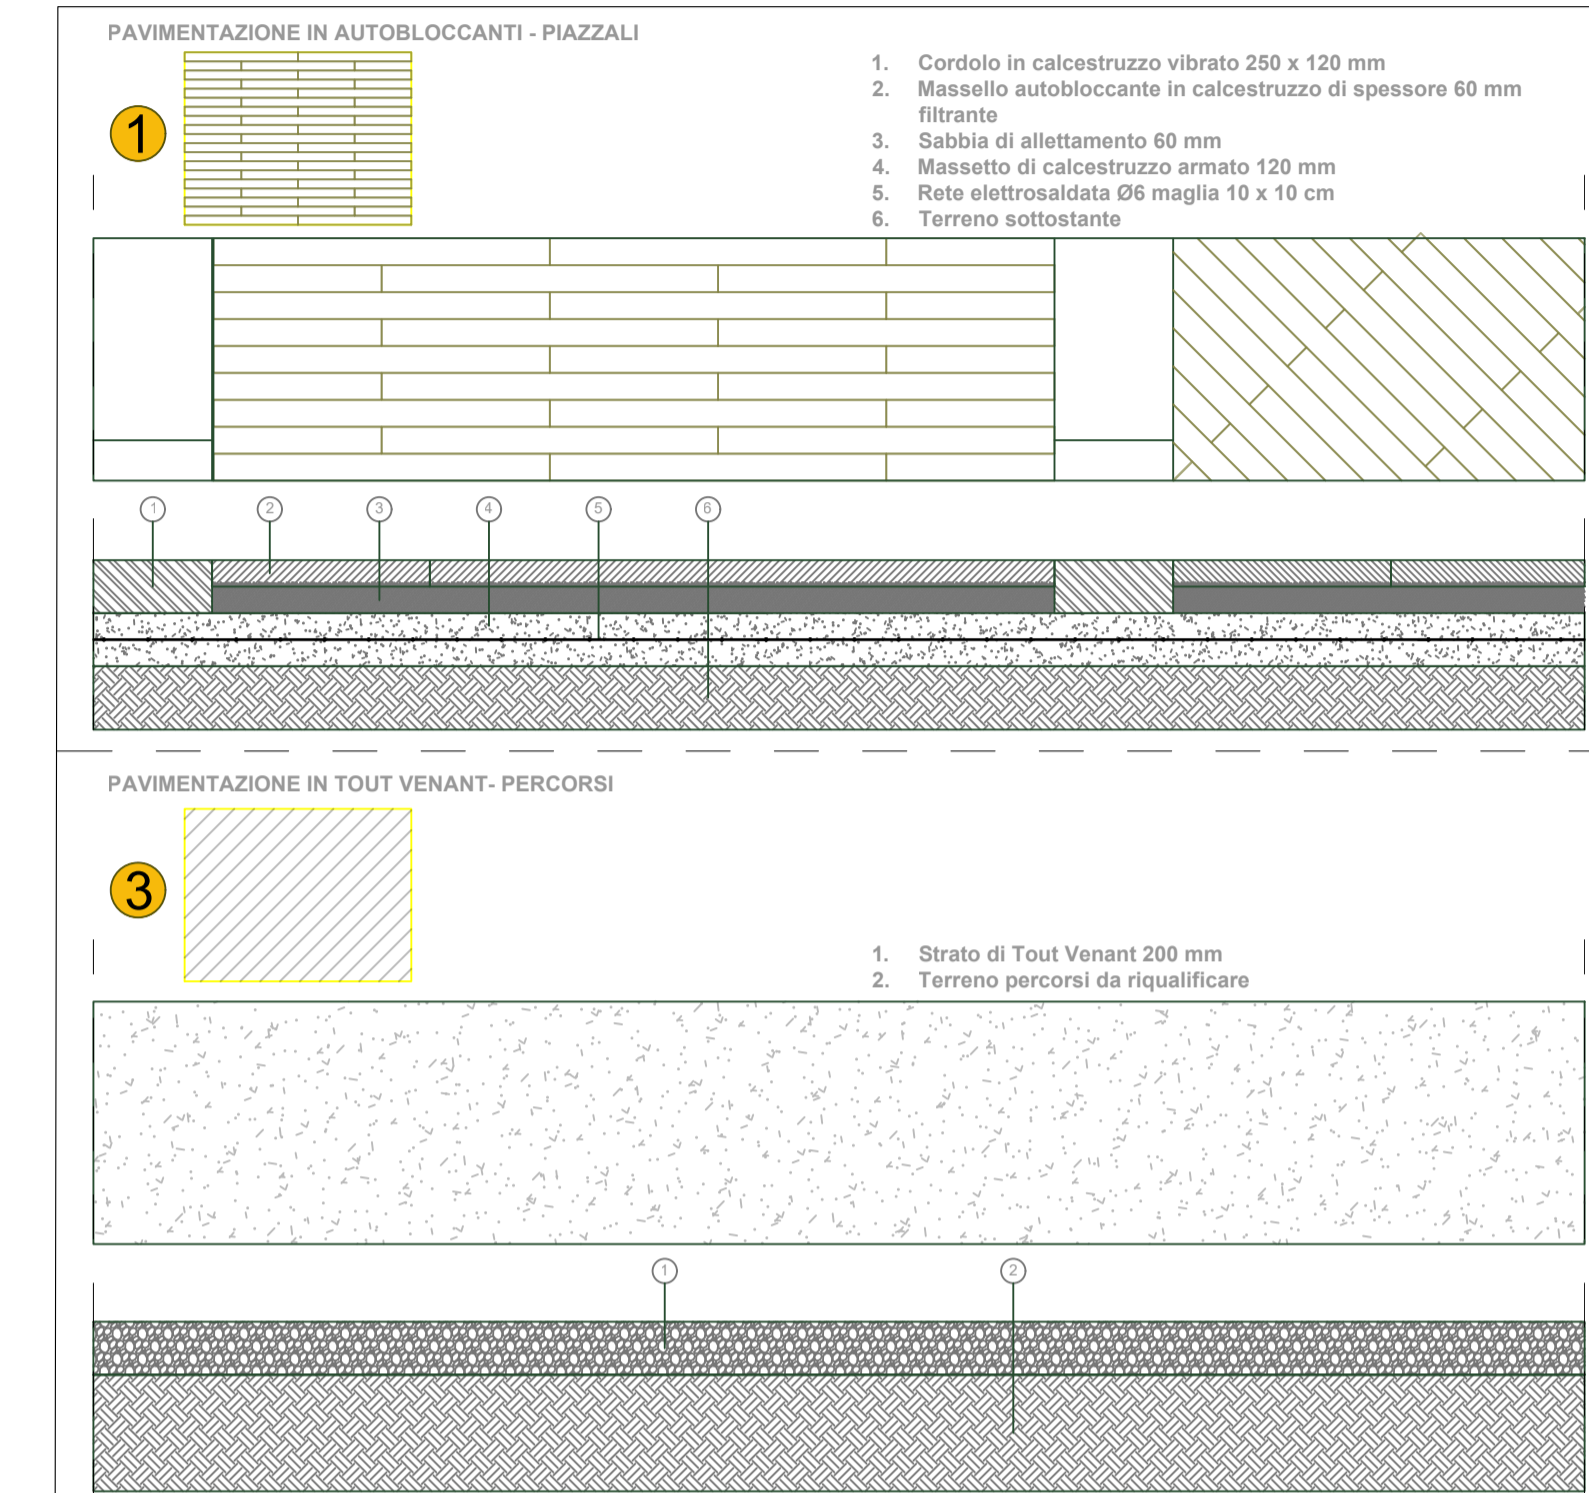 PAVIMENTAZIONE IN AUTOBLOCCANTI - PIAZZALI
1
1. Cordolo in calcestruzzo vibrato 250 x 120 mm
2. Massello autobloccante in calcestruzzo di spessore 60 mm
filtrante
3. Sabbia di allettamento 60 mm
4. Massetto di calcestruzzo armato 120 mm
5. Rete elettrosaldata Ø6 maglia 10 x 10 cm
6. Terreno sottostante
1 2 3 4 5 6
PAVIMENTAZIONE IN TOUT VENANT- PERCORSI
3
1. Strato di Tout Venant 200 mm
2. Terreno percorsi da riqualificare
1 2